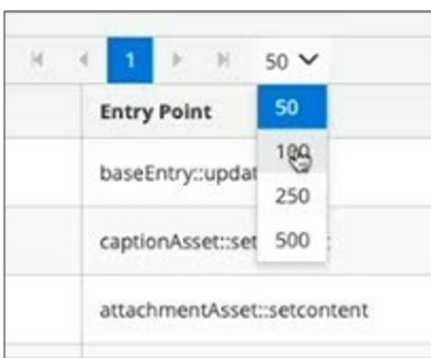 1 50
Entry Point
50
baseEntry::updat
100
250
captionAsset::set
500
attachmentAsset::setcontent